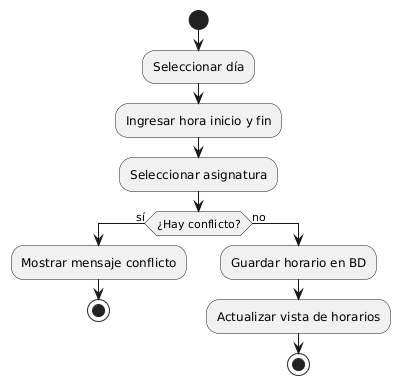 Seleccionar día
Ingresar hora inicio y fin
Seleccionar asignatura
¿Hay conflicto?
sí
no
Mostrar mensaje conflicto
Guardar horario en BD
Actualizar vista de horarios